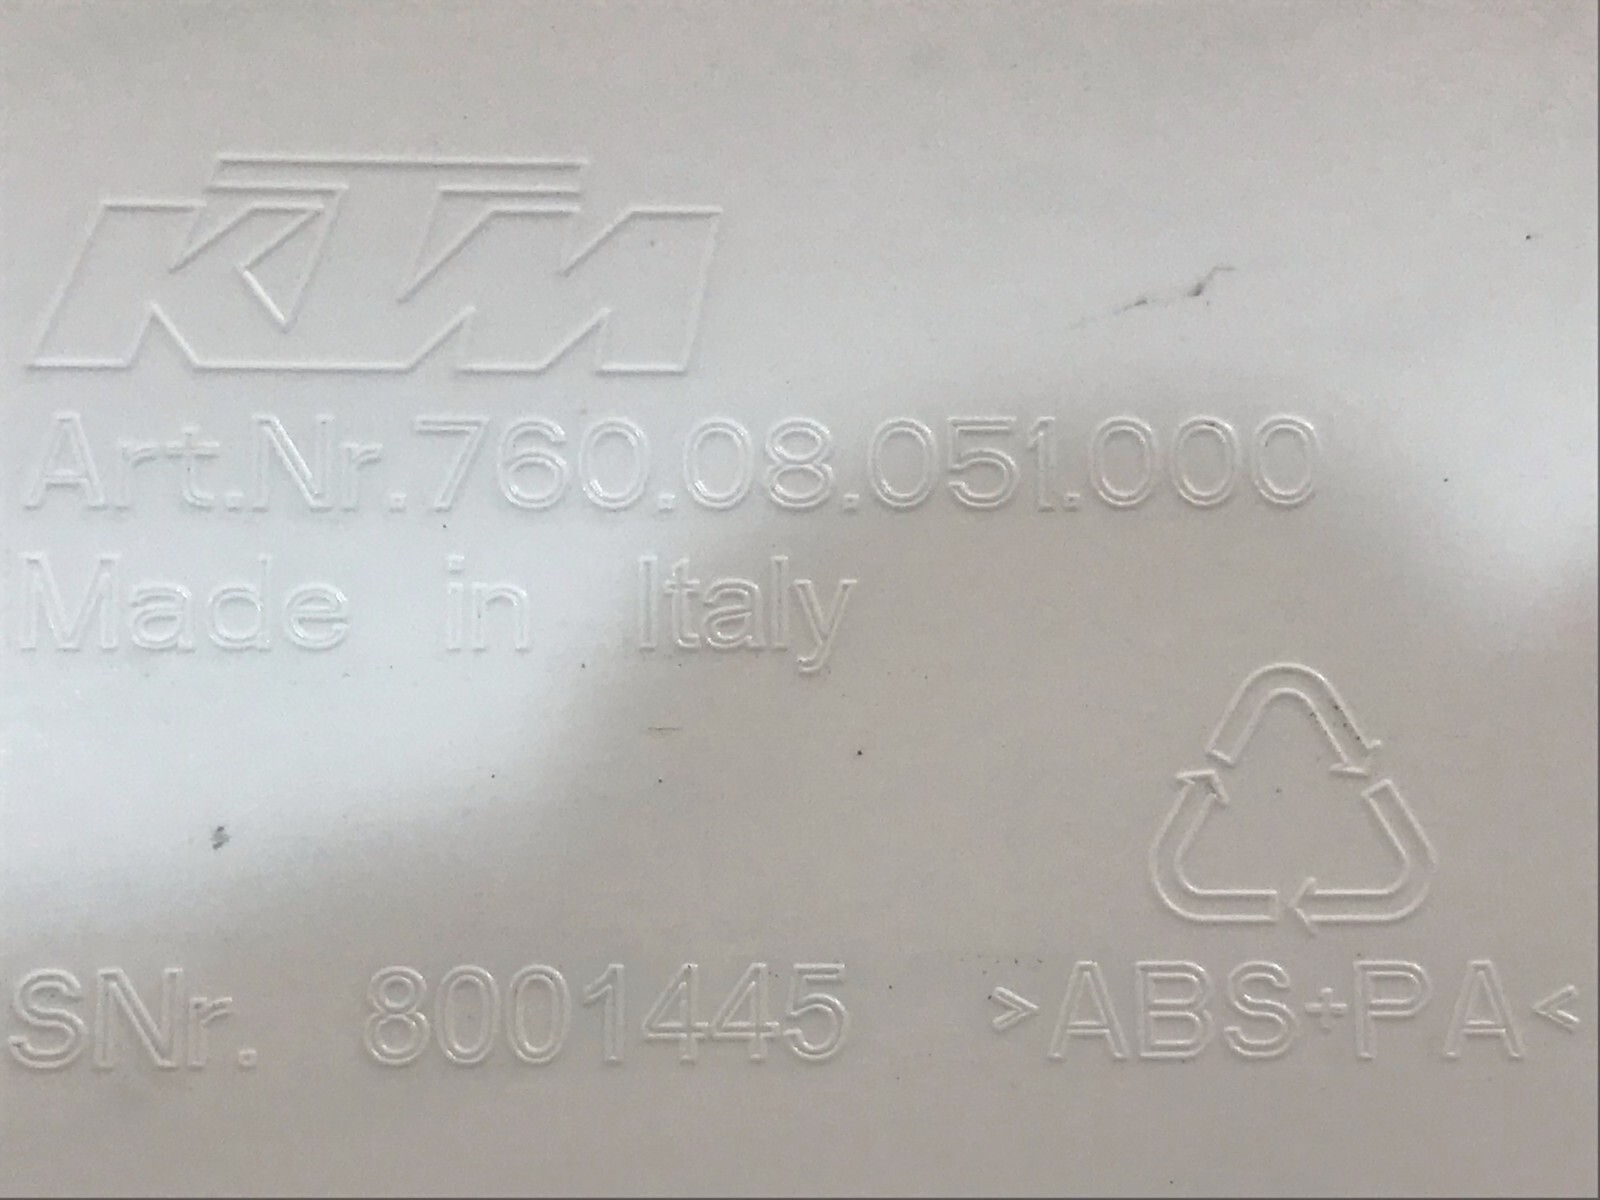 KTM
Art.Nr.760.08.051.000
Made in Italy
SNr. 8001445
>ABS+PA<